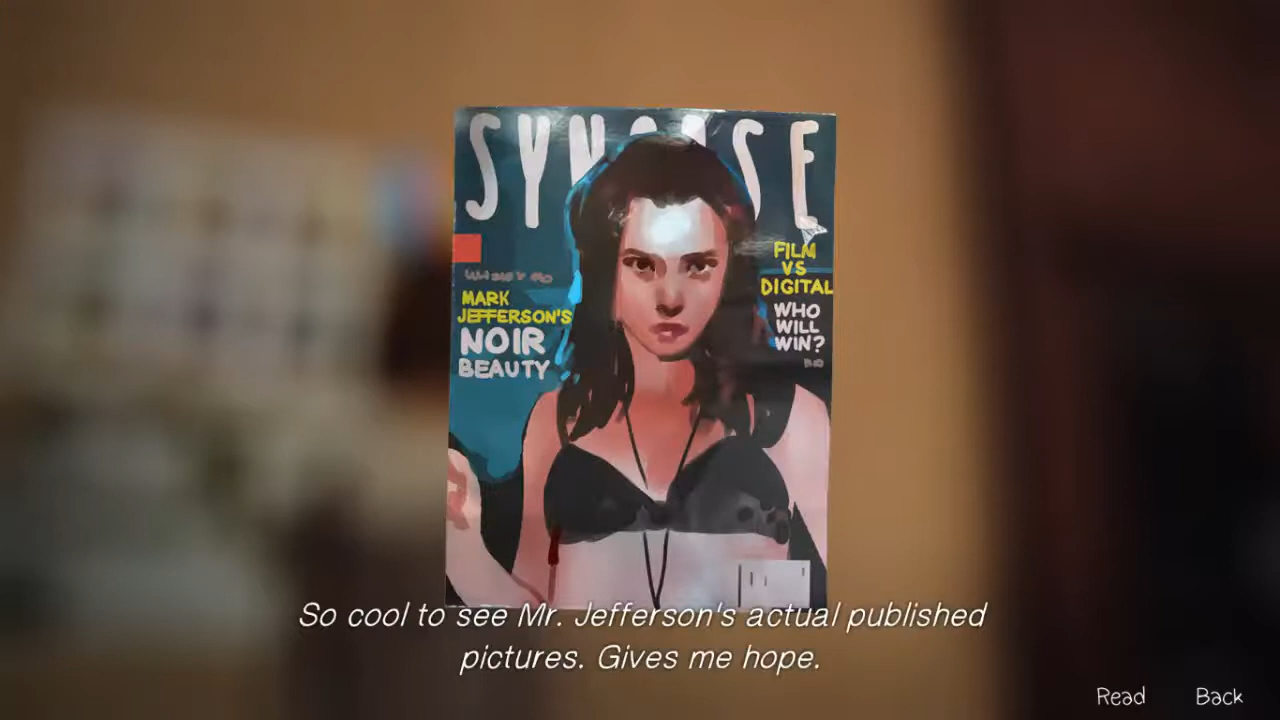 MARK
JEFFERSON'S
NOIR
BEAUTY
FILM
VS
DIGITAL
WHO
WILL
WIN?
So cool to see Mr. Jefferson's actual published
pictures. Gives me hope.
Read Back